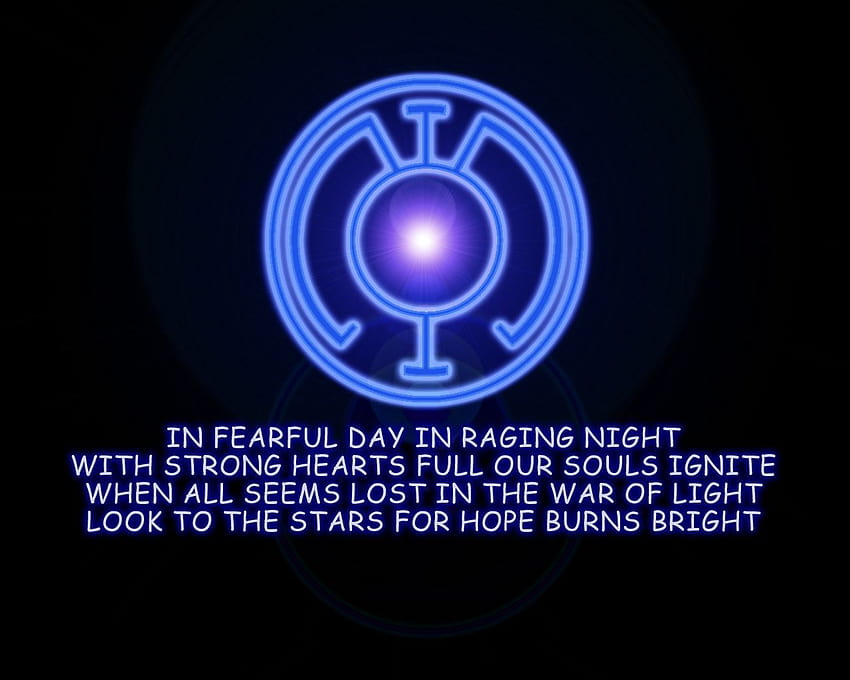 IN FEARFUL DAY IN RAGING NIGHT
WITH STRONG HEARTS FULL OUR SOULS IGNITE
WHEN ALL SEEMS LOST IN THE WAR OF LIGHT
LOOK TO THE STARS FOR HOPE BURNS BRIGHT